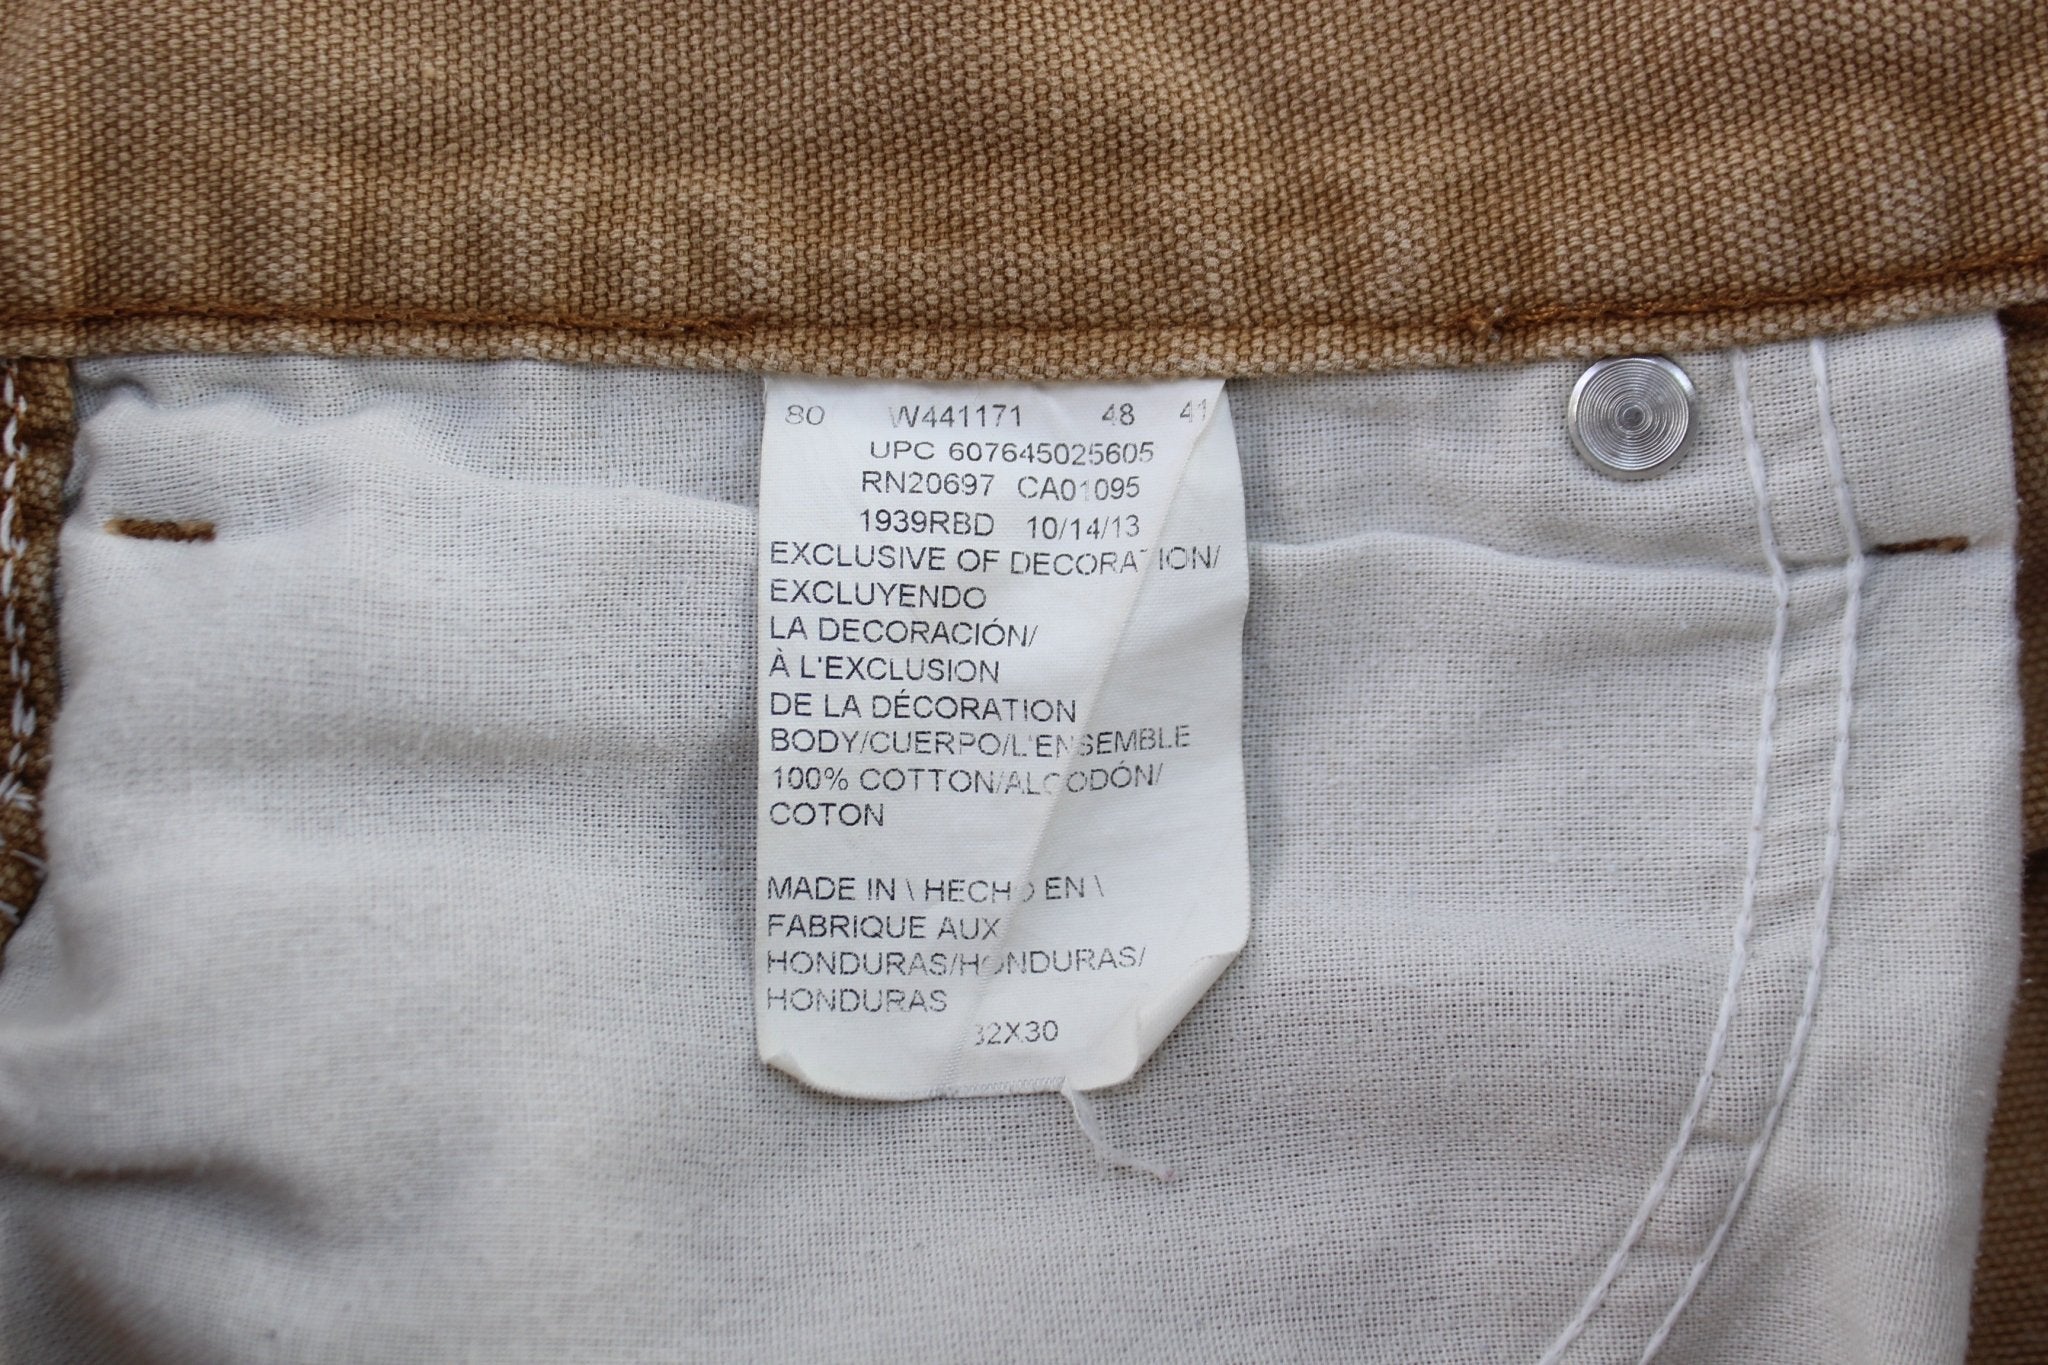 80 W441171 48 41
UPC 607645025605
RN20697 CA01095
1939RBD 10/14/13
EXCLUSIVE OF DECORATION/
EXCLUYENDO
LA DECORACIÓN/
À L'EXCLUSION
DE LA DÉCORATION
BODY/CUERPO/L'ENSEMBLE
100% COTTON/ALGODÓN/
COTON
MADE IN \ HECHO EN \
FABRIQUE AUX
HONDURAS/HONDURAS/
HONDURAS
32X30